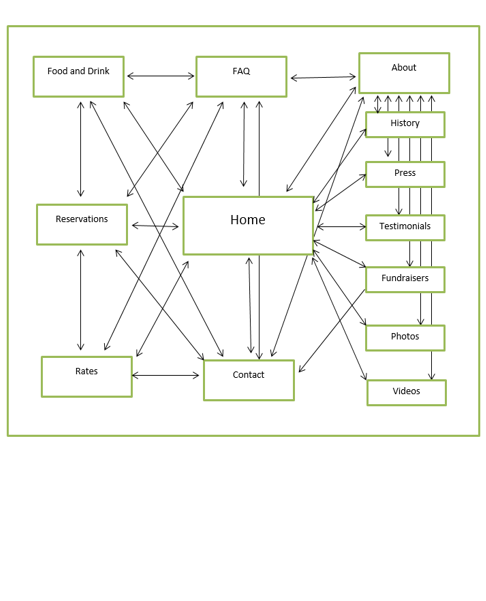 Food and Drink
FAQ
About
History
Press
Reservations
Home
Testimonials
Fundraisers
Photos
Rates
Contact
Videos